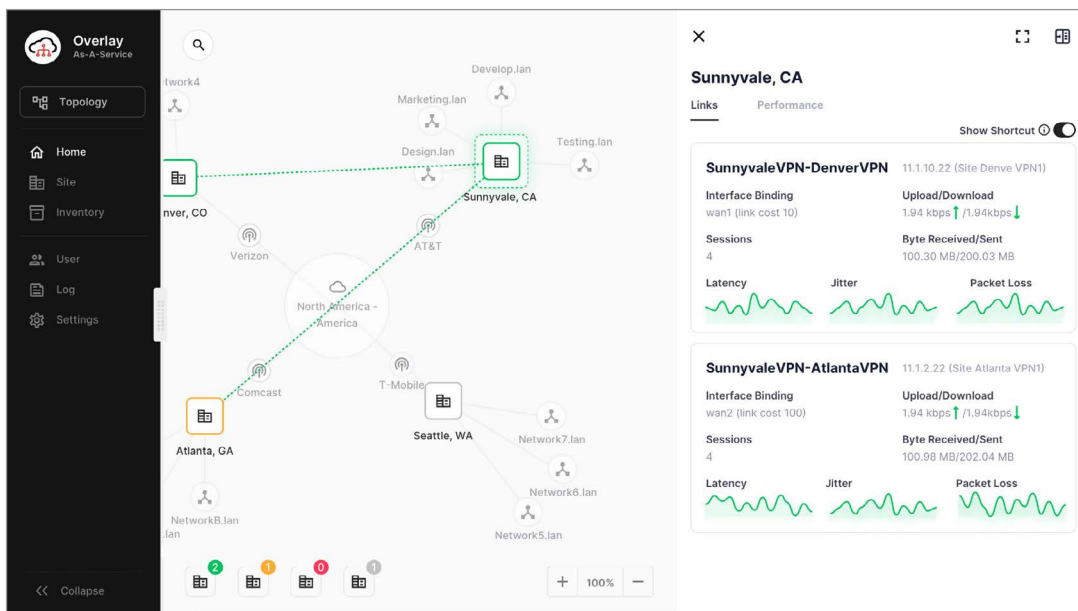 Overlay
As-A-Service
Topology
Home
Site
Inventory
User
Log
Settings
Collapse
twork4
Develop.lan
Marketing.lan
Testing.lan
Design.lan
Sunnyvale, CA
nver, CO
Verizon
AT&T
North America -
America
Comcast
T-Mobile
Atlanta, GA
Seattle, WA
Network7.lan
Network6.lan
Network5.lan
NetworkB.lan
.lan
2
1
0
1
+ 100% −
Sunnyvale, CA
Links Performance
Show Shortcut
SunnyvaleVPN-DenverVPN 11.1.10.22 (Site Denve VPN1)
Interface Binding Upload/Download
wan1 (link cost 10) 1.94 kbps /1.94kbps
Sessions Byte Received/Sent
4 100.30 MB/200.03 MB
Latency Jitter Packet Loss
SunnyvaleVPN-AtlantaVPN 11.1.2.22 (Site Atlanta VPN1)
Interface Binding Upload/Download
wan2 (link cost 100) 1.94 kbps /1.94kbps
Sessions Byte Received/Sent
4 100.98 MB/202.04 MB
Latency Jitter Packet Loss